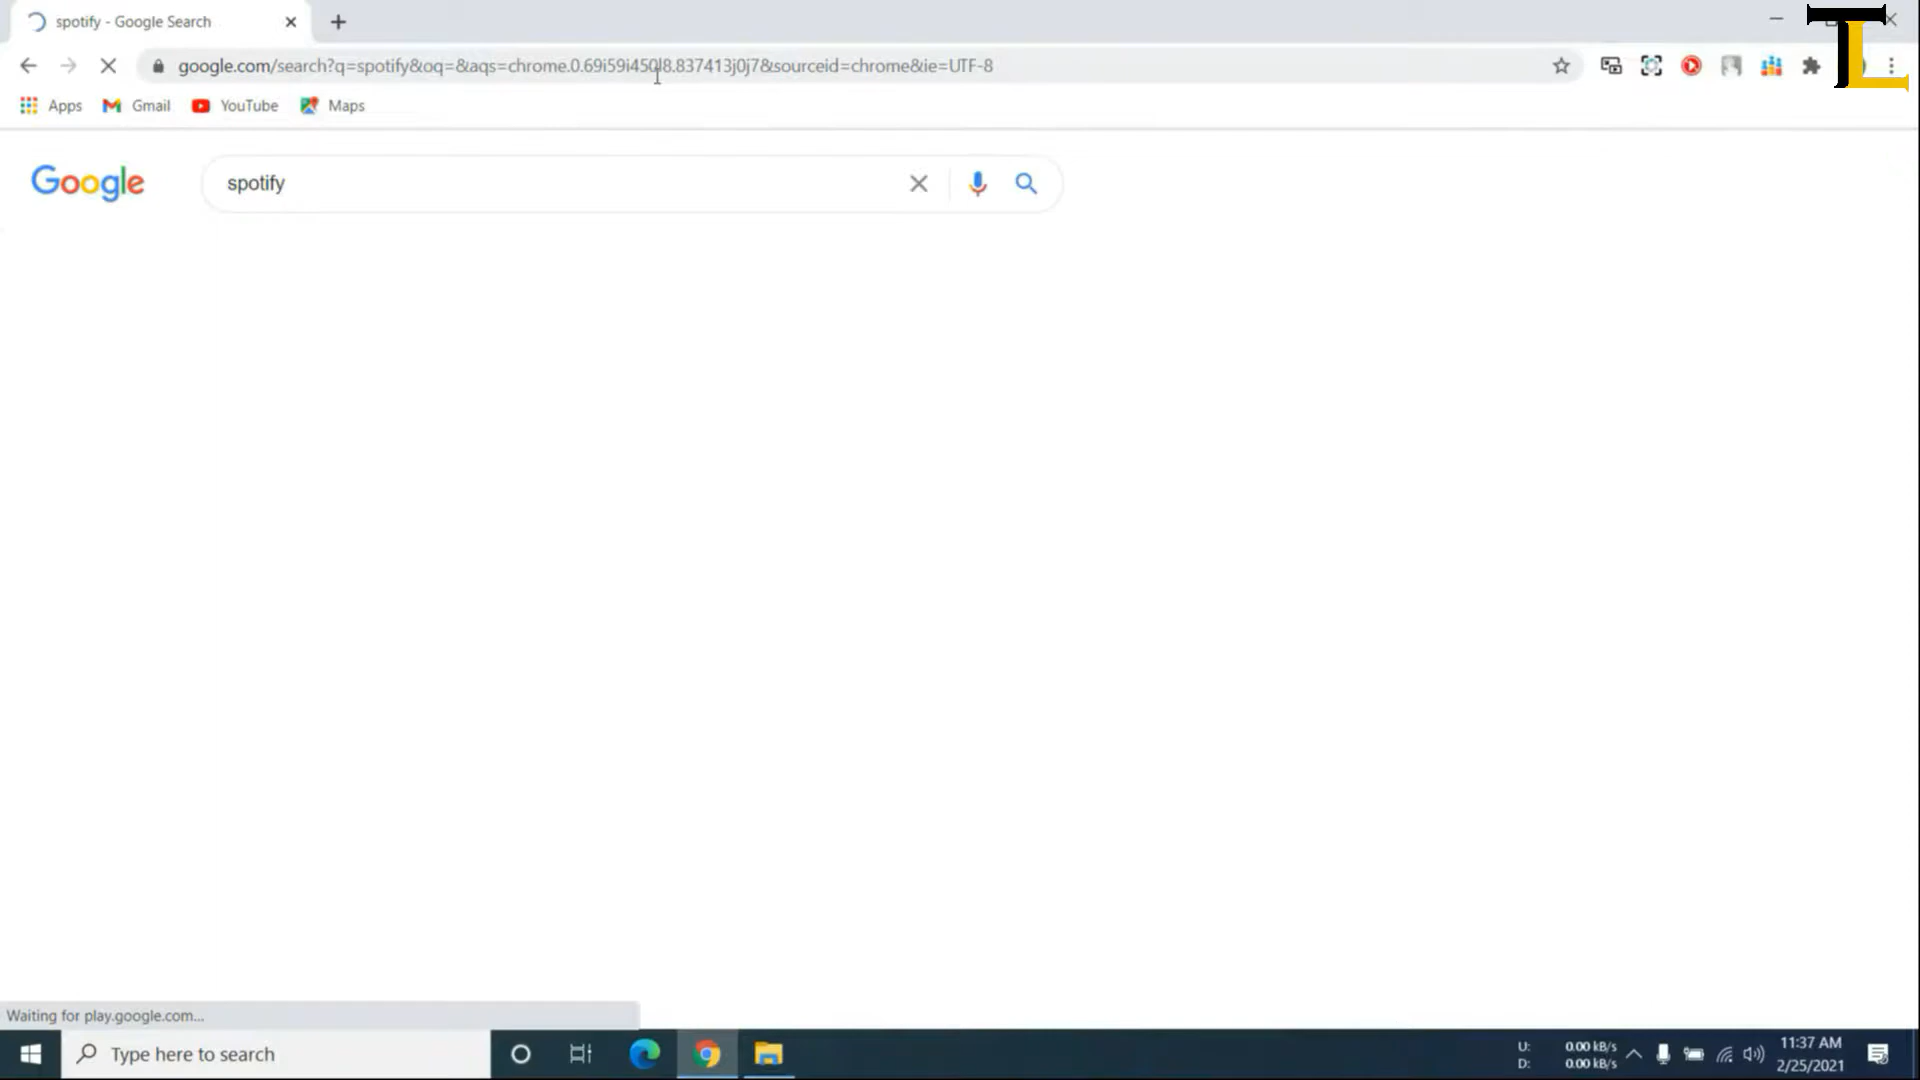 spotify - Google Search
google.com/search?q=spotify&oq=&aqs=chrome.0.69i59i450l8.837413j0j7&sourceid=chrome&ie=UTF-8
TL
Apps Gmail YouTube Maps
Google spotify
Waiting for play.google.com...
Type here to search
U: 0.00 kB/s
D: 0.00 kB/s
11:37 AM
2/25/2021